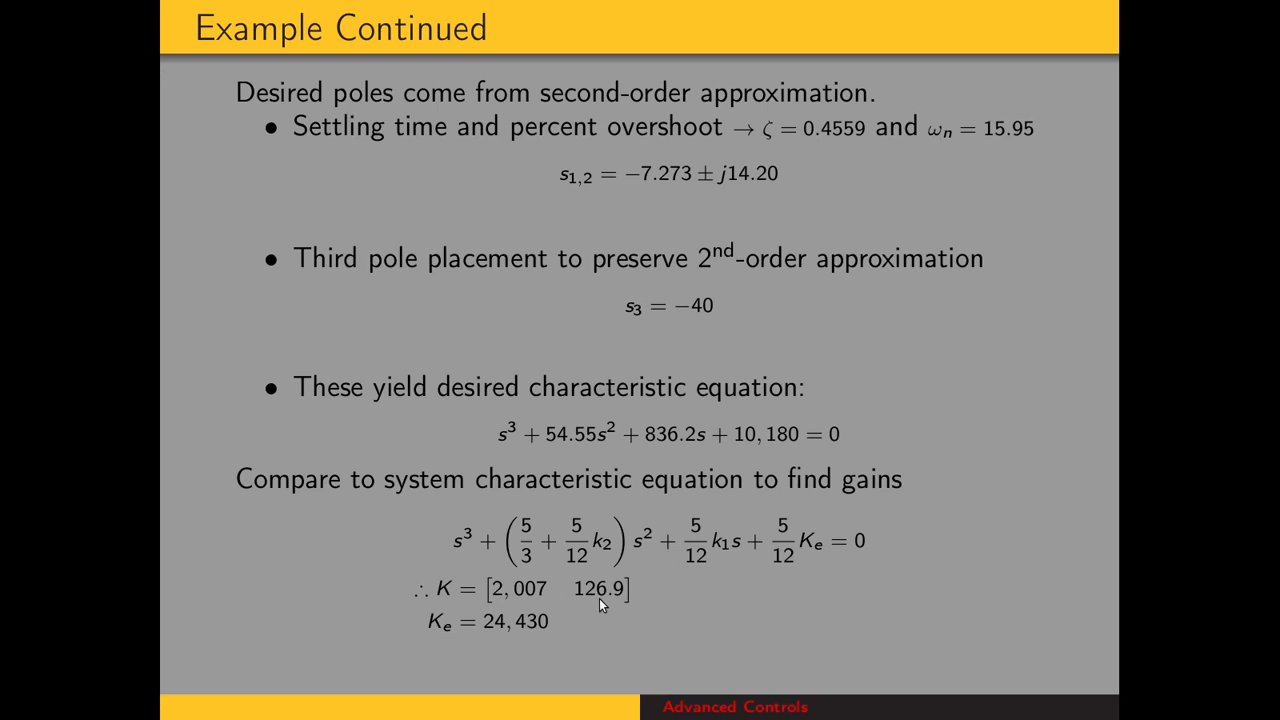 Example Continued
Desired poles come from second-order approximation.
• Settling time and percent overshoot → ζ = 0.4559 and ωₙ = 15.95
s₁,₂ = −7.273 ± j14.20
• Third pole placement to preserve 2ⁿᵈ-order approximation
s₃ = −40
• These yield desired characteristic equation:
s³ + 54.55s² + 836.2s + 10,180 = 0
Compare to system characteristic equation to find gains
s³ + (5/3 + 5/12 k₂) s² + 5/12 k₁s + 5/12 Kₑ = 0
∴ K = [2,007 126.9]
Kₑ = 24,430
Advanced Controls